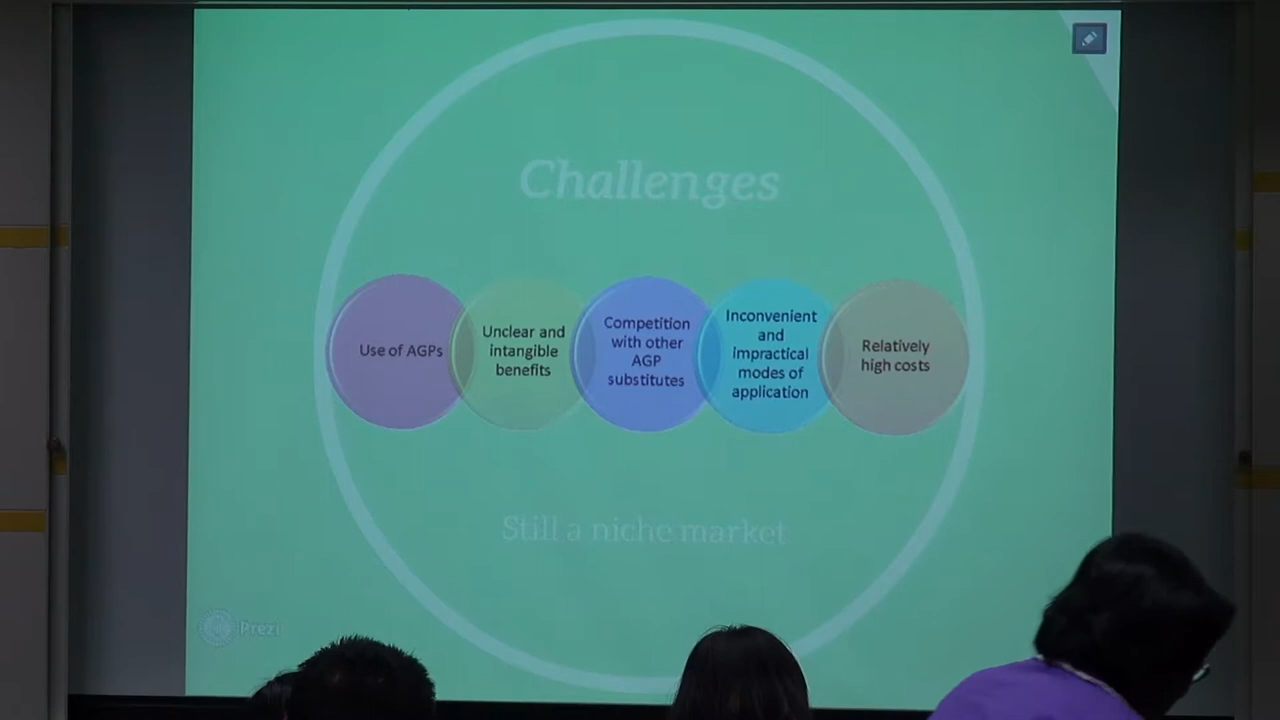 Challenges
Use of AGPs
Unclear and
intangible
benefits
Competition
with other
AGP
substitutes
Inconvenient
and
impractical
modes of
application
Relatively
high costs
Still a niche market
Prezi